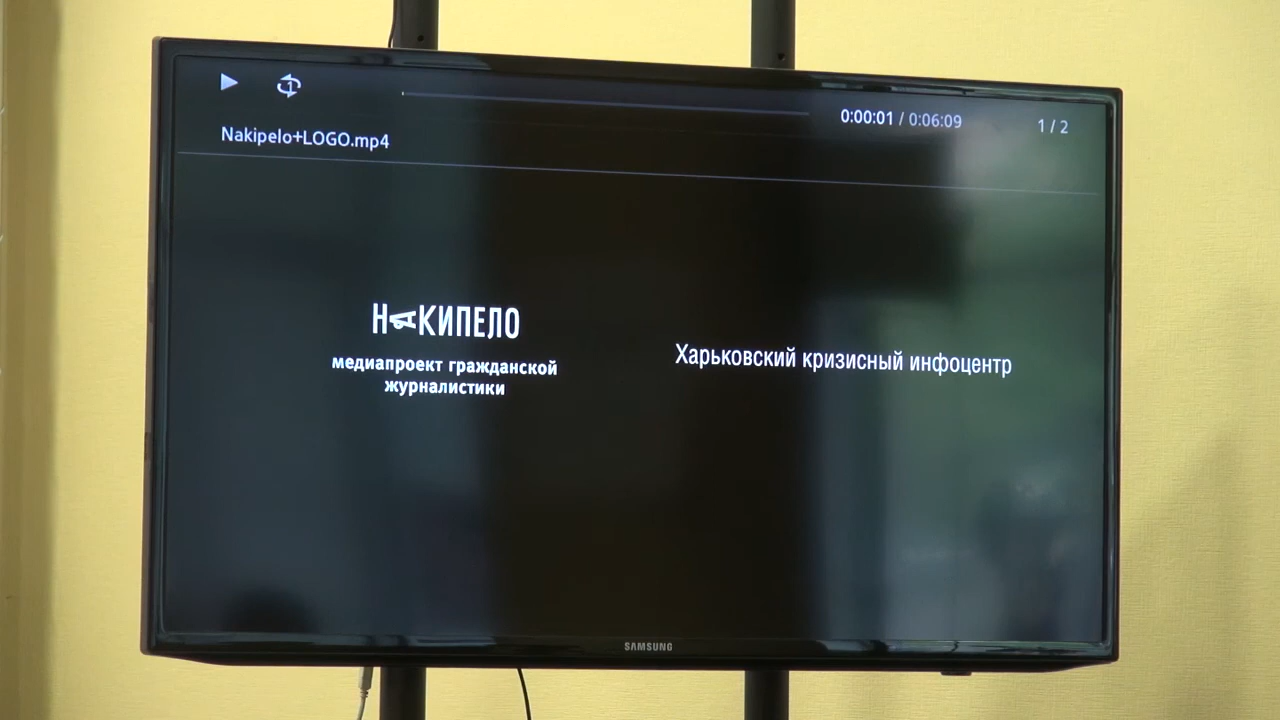 0:00:01 / 0:06:09
1 / 2
Nakipelo+LOGO.mp4
НАКИПЕЛО
медиапроект гражданской
журналистики
Харьковский кризисный инфоцентр
SAMSUNG